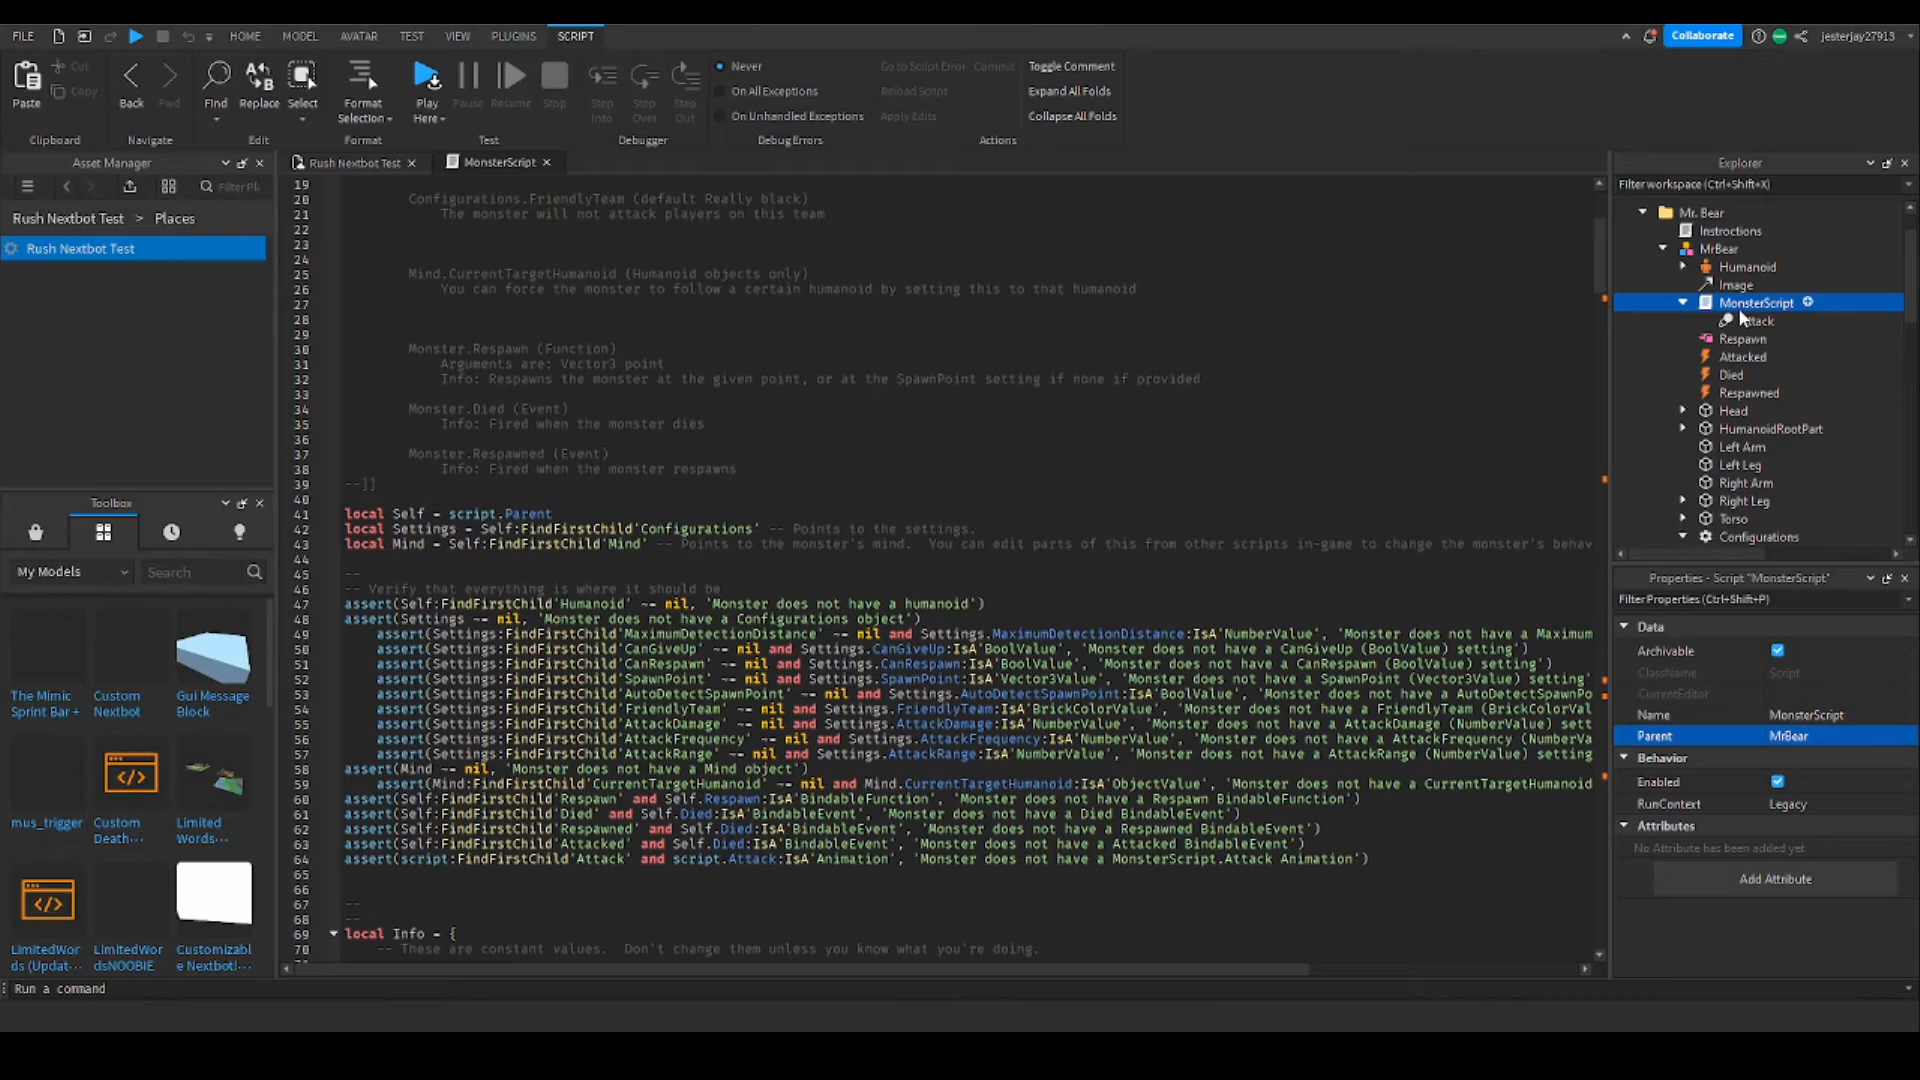 FILE HOME MODEL AVATAR TEST VIEW PLUGINS SCRIPT Collaborate jesterjay27913
Paste Cut Copy Back Fwd Find Replace Select Format Selection Play Here Pause Resume Stop Step Into Step Over Step Out
Never
On All Exceptions
On Unhandled Exceptions
Go to Script Error Commit
Reload Script
Apply Edits
Toggle Comment
Expand All Folds
Collapse All Folds
Clipboard Navigate Edit Format Test Debugger Debug Errors Actions
Asset Manager
Filter Pl
Rush Nextbot Test > Places
Rush Nextbot Test
Toolbox
My Models Search
The Mimic Sprint Bar +
Custom Nextbot
Gui Message Block
mus_trigger
Custom Death-...
Limited Words-...
LimitedWor ds (Updat-...
LimitedWor dsNOOBIE
Customizabl e Nextbot!-...
Run a command
Rush Nextbot Test MonsterScript
19
20 Configurations.FriendlyTeam (default Really black)
21 The monster will not attack players on this team
22
23
24
25 Mind.CurrentTargetHumanoid (Humanoid objects only)
26 You can force the monster to follow a certain humanoid by setting this to that humanoid
27
28
29
30 Monster.Respawn (Function)
31 Arguments are: Vector3 point
32 Info: Respawns the monster at the given point, or at the SpawnPoint setting if none if provided
33
34 Monster.Died (Event)
35 Info: Fired when the monster dies
36
37 Monster.Respawned (Event)
38 Info: Fired when the monster respawns
39 --]]
40
41 local Self = script.Parent
42 local Settings = Self:FindFirstChild'Configurations' -- Points to the settings.
43 local Mind = Self:FindFirstChild'Mind' -- Points to the monster's mind. You can edit parts of this from other scripts in-game to change the monster's behav
44
45 --
46 -- Verify that everything is where it should be
47 assert(Self:FindFirstChild'Humanoid' ~= nil, 'Monster does not have a humanoid')
48 assert(Settings ~= nil, 'Monster does not have a Configurations object')
49 assert(Settings:FindFirstChild'MaximumDetectionDistance' ~= nil and Settings.MaximumDetectionDistance:IsA'NumberValue', 'Monster does not have a Maximum
50 assert(Settings:FindFirstChild'CanGiveUp' ~= nil and Settings.CanGiveUp:IsA'BoolValue', 'Monster does not have a CanGiveUp (BoolValue) setting')
51 assert(Settings:FindFirstChild'CanRespawn' ~= nil and Settings.CanRespawn:IsA'BoolValue', 'Monster does not have a CanRespawn (BoolValue) setting')
52 assert(Settings:FindFirstChild'SpawnPoint' ~= nil and Settings.SpawnPoint:IsA'Vector3Value', 'Monster does not have a SpawnPoint (Vector3Value) setting'
53 assert(Settings:FindFirstChild'AutoDetectSpawnPoint' ~= nil and Settings.AutoDetectSpawnPoint:IsA'BoolValue', 'Monster does not have a AutoDetectSpawnPo
54 assert(Settings:FindFirstChild'FriendlyTeam' ~= nil and Settings.FriendlyTeam:IsA'BrickColorValue', 'Monster does not have a FriendlyTeam (BrickColorVal
55 assert(Settings:FindFirstChild'AttackDamage' ~= nil and Settings.AttackDamage:IsA'NumberValue', 'Monster does not have a AttackDamage (NumberValue) sett
56 assert(Settings:FindFirstChild'AttackFrequency' ~= nil and Settings.AttackFrequency:IsA'NumberValue', 'Monster does not have a AttackFrequency (NumberVa
57 assert(Settings:FindFirstChild'AttackRange' ~= nil and Settings.AttackRange:IsA'NumberValue', 'Monster does not have a AttackRange (NumberValue) setting
58 assert(Mind ~= nil, 'Monster does not have a Mind object')
59 assert(Mind:FindFirstChild'CurrentTargetHumanoid' ~= nil and Mind.CurrentTargetHumanoid:IsA'ObjectValue', 'Monster does not have a CurrentTargetHumanoid
60 assert(Self:FindFirstChild'Respawn' and Self.Respawn:IsA'BindableFunction', 'Monster does not have a Respawn BindableFunction')
61 assert(Self:FindFirstChild'Died' and Self.Died:IsA'BindableEvent', 'Monster does not have a Died BindableEvent')
62 assert(Self:FindFirstChild'Respawned' and Self.Died:IsA'BindableEvent', 'Monster does not have a Respawned BindableEvent')
63 assert(Self:FindFirstChild'Attacked' and Self.Died:IsA'BindableEvent', 'Monster does not have a Attacked BindableEvent')
64 assert(script:FindFirstChild'Attack' and script.Attack:IsA'Animation', 'Monster does not have a MonsterScript.Attack Animation')
65
66
67 --
68 --
69 local Info = {
70 -- These are constant values. Don't change them unless you know what you're doing.
Explorer
Filter workspace (Ctrl+Shift+X)
Mr. Bear
Instructions
MrBear
Humanoid
Image
MonsterScript
ttack
Respawn
Attacked
Died
Respawned
Head
HumanoidRootPart
Left Arm
Left Leg
Right Arm
Right Leg
Torso
Configurations
Properties - Script "MonsterScript"
Filter Properties (Ctrl+Shift+P)
Data
Archivable
ClassName Script
CurrentEditor
Name MonsterScript
Parent MrBear
Behavior
Enabled
RunContext Legacy
Attributes
No Attribute has been added yet
Add Attribute